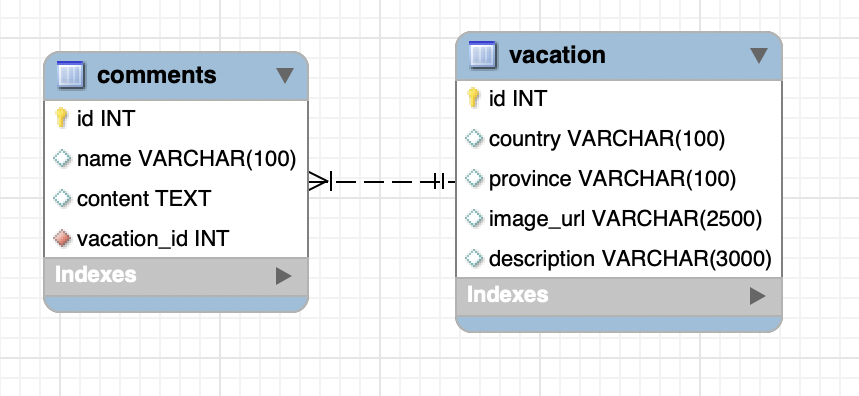 comments
id INT
name VARCHAR(100)
content TEXT
vacation_id INT
Indexes
vacation
id INT
country VARCHAR(100)
province VARCHAR(100)
image_url VARCHAR(2500)
description VARCHAR(3000)
Indexes